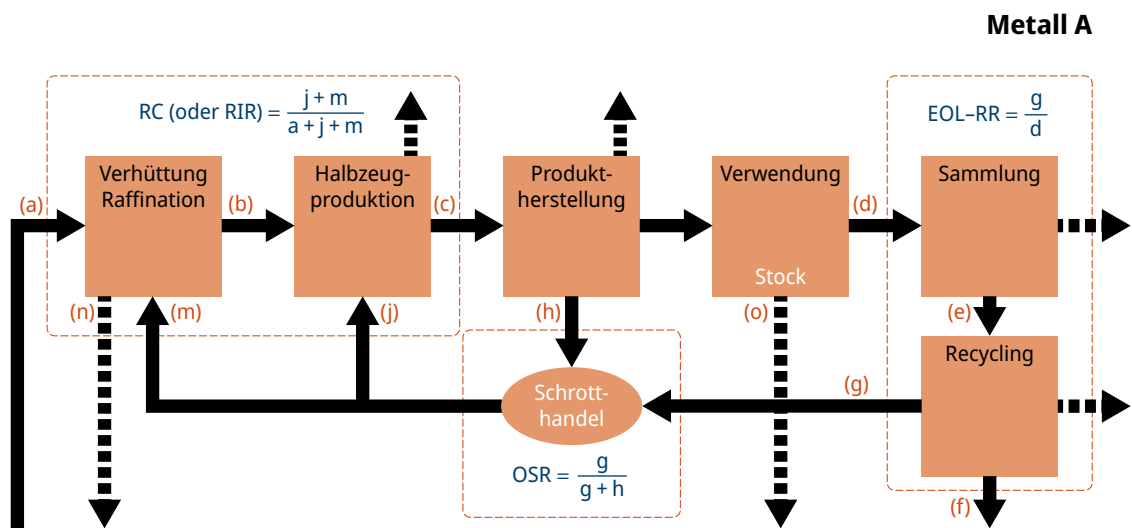 Metall A
RC (oder RIR) = j + m / a + j + m
EOL–RR = g / d
Verhüttung
Raffination
Halbzeug-
produktion
Produkt-
herstellung
Verwendung
Sammlung
(a)
(b)
(c)
(d)
Stock
(n)
(m)
(j)
(h)
(o)
(e)
Recycling
Schrott-
handel
(g)
OSR = g / g + h
(f)